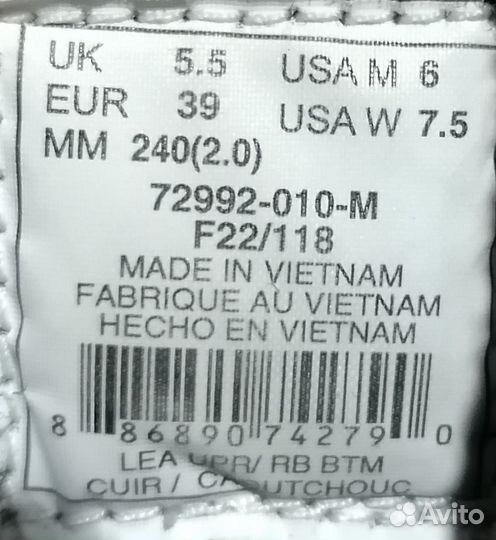 UK 5.5 USA M 6
EUR 39 USA W 7.5
MM 240(2.0)
72992-010-M
F22/118
MADE IN VIETNAM
FABRIQUE AU VIETNAM
HECHO EN VIETNAM
8 86890 74279 0
LEA UPR/ RB BTM
CUIR / CAOUTCHOUC
Avito